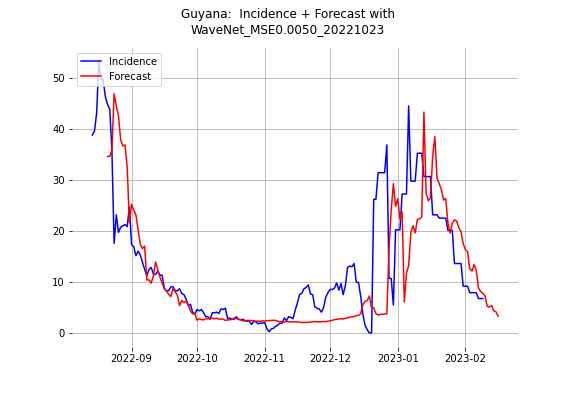 Guyana:  Incidence + Forecast with
WaveNet_MSE0.0050_20221023
Incidence
Forecast
50
40
30
20
10
0
2022-09 2022-10 2022-11 2022-12 2023-01 2023-02